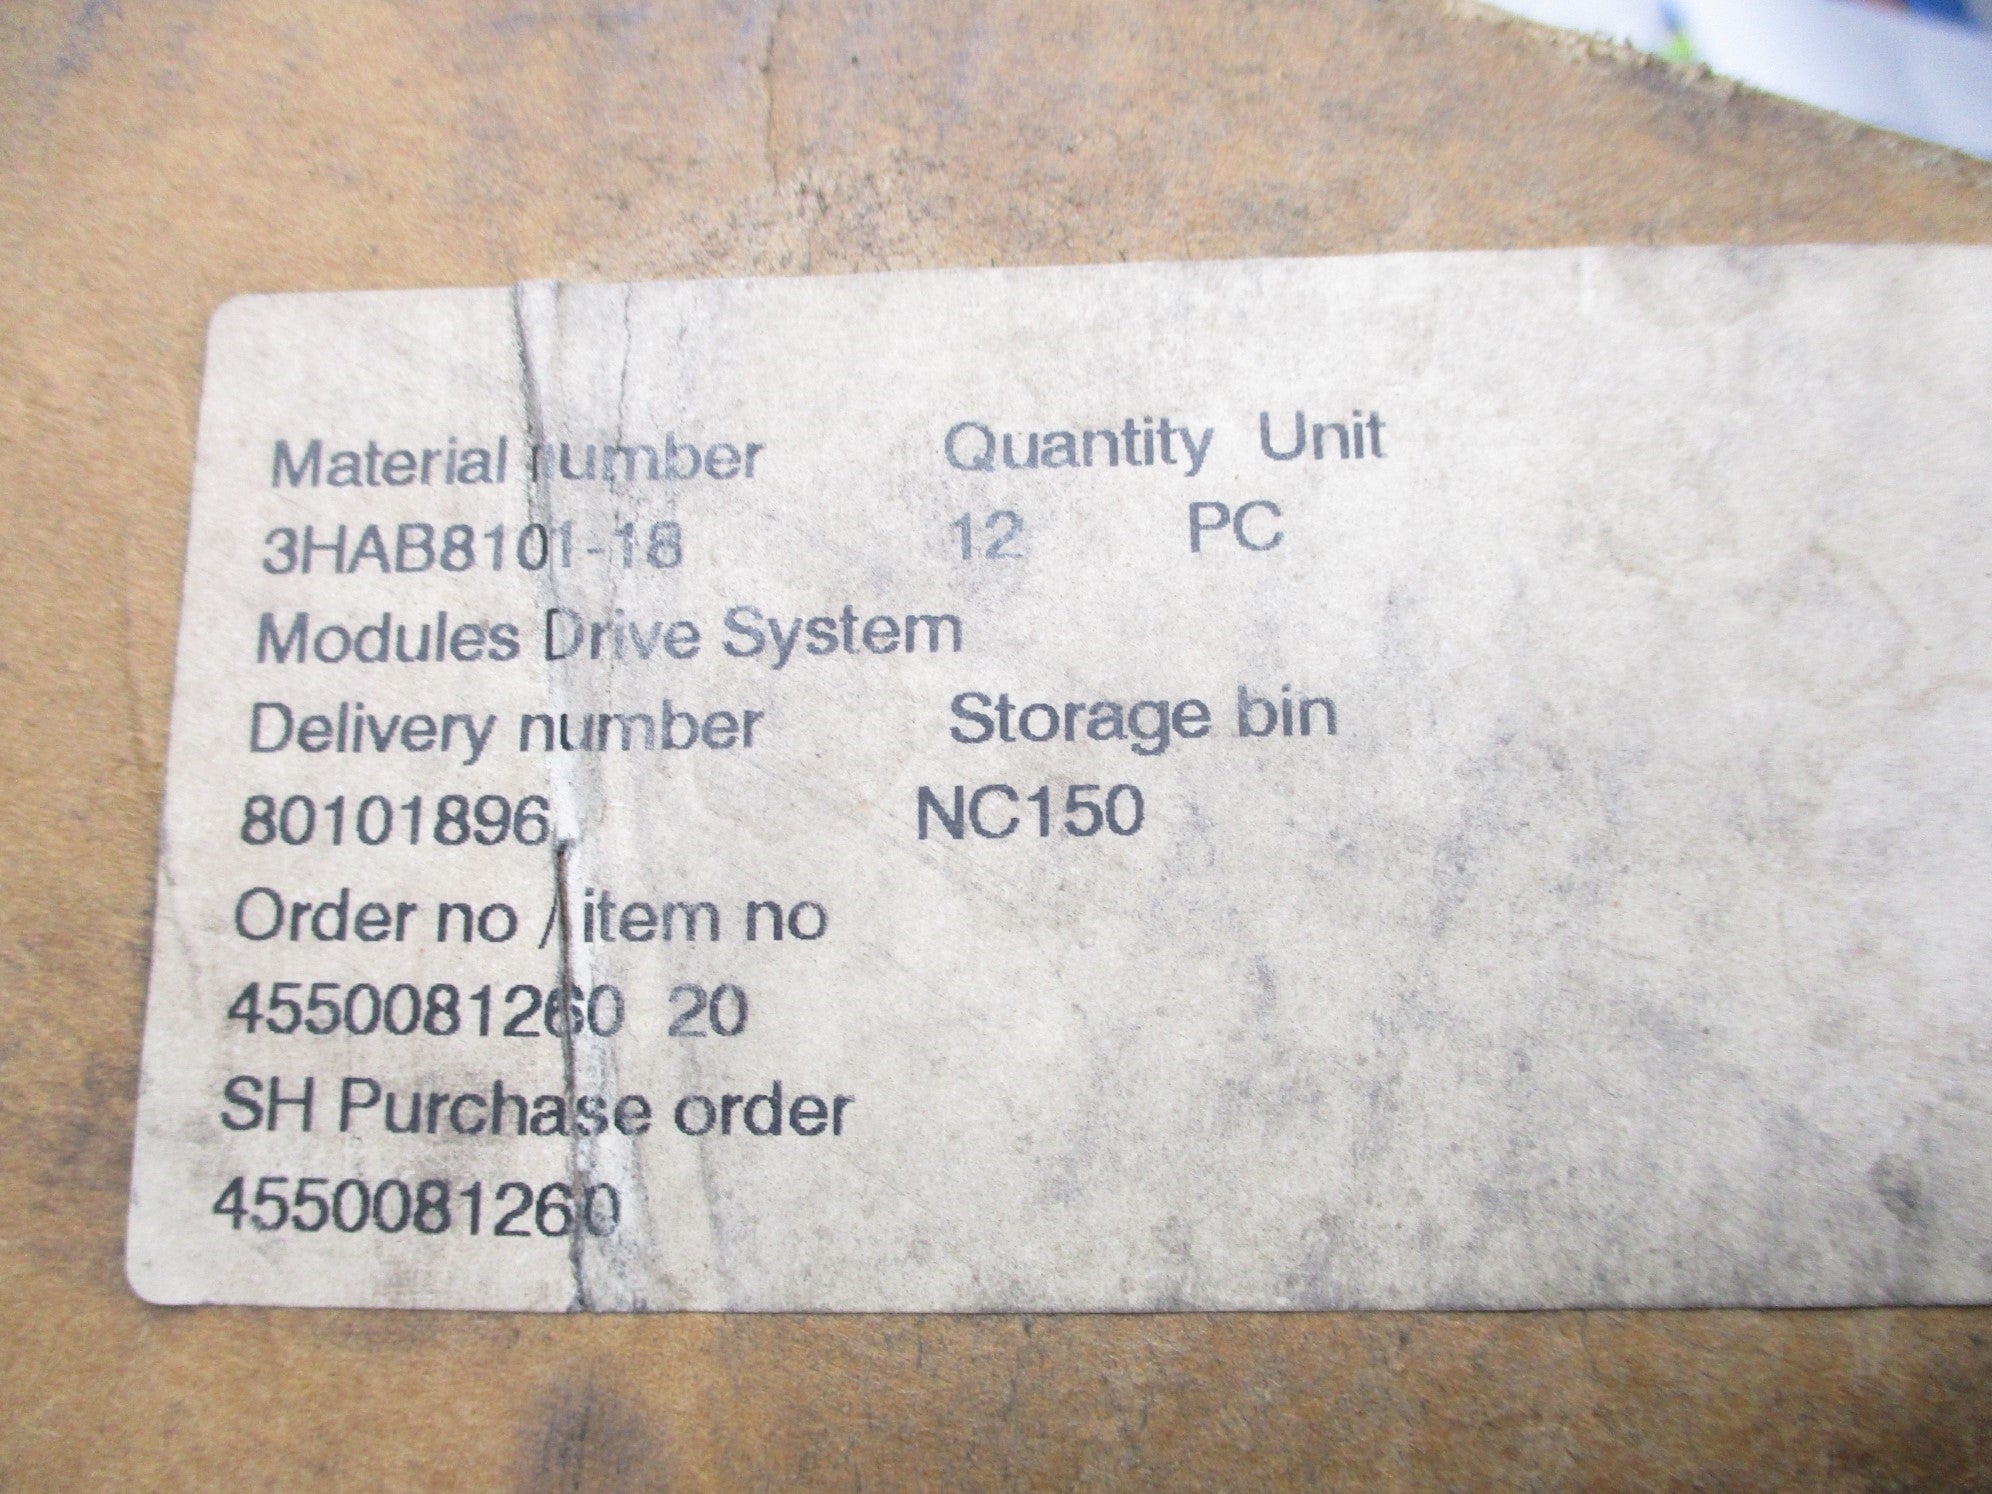 Material number Quantity Unit
3HAB8101-18 12 PC
Modules Drive System
Delivery number Storage bin
80101896 NC150
Order no / item no
4550081260 20
SH Purchase order
4550081260